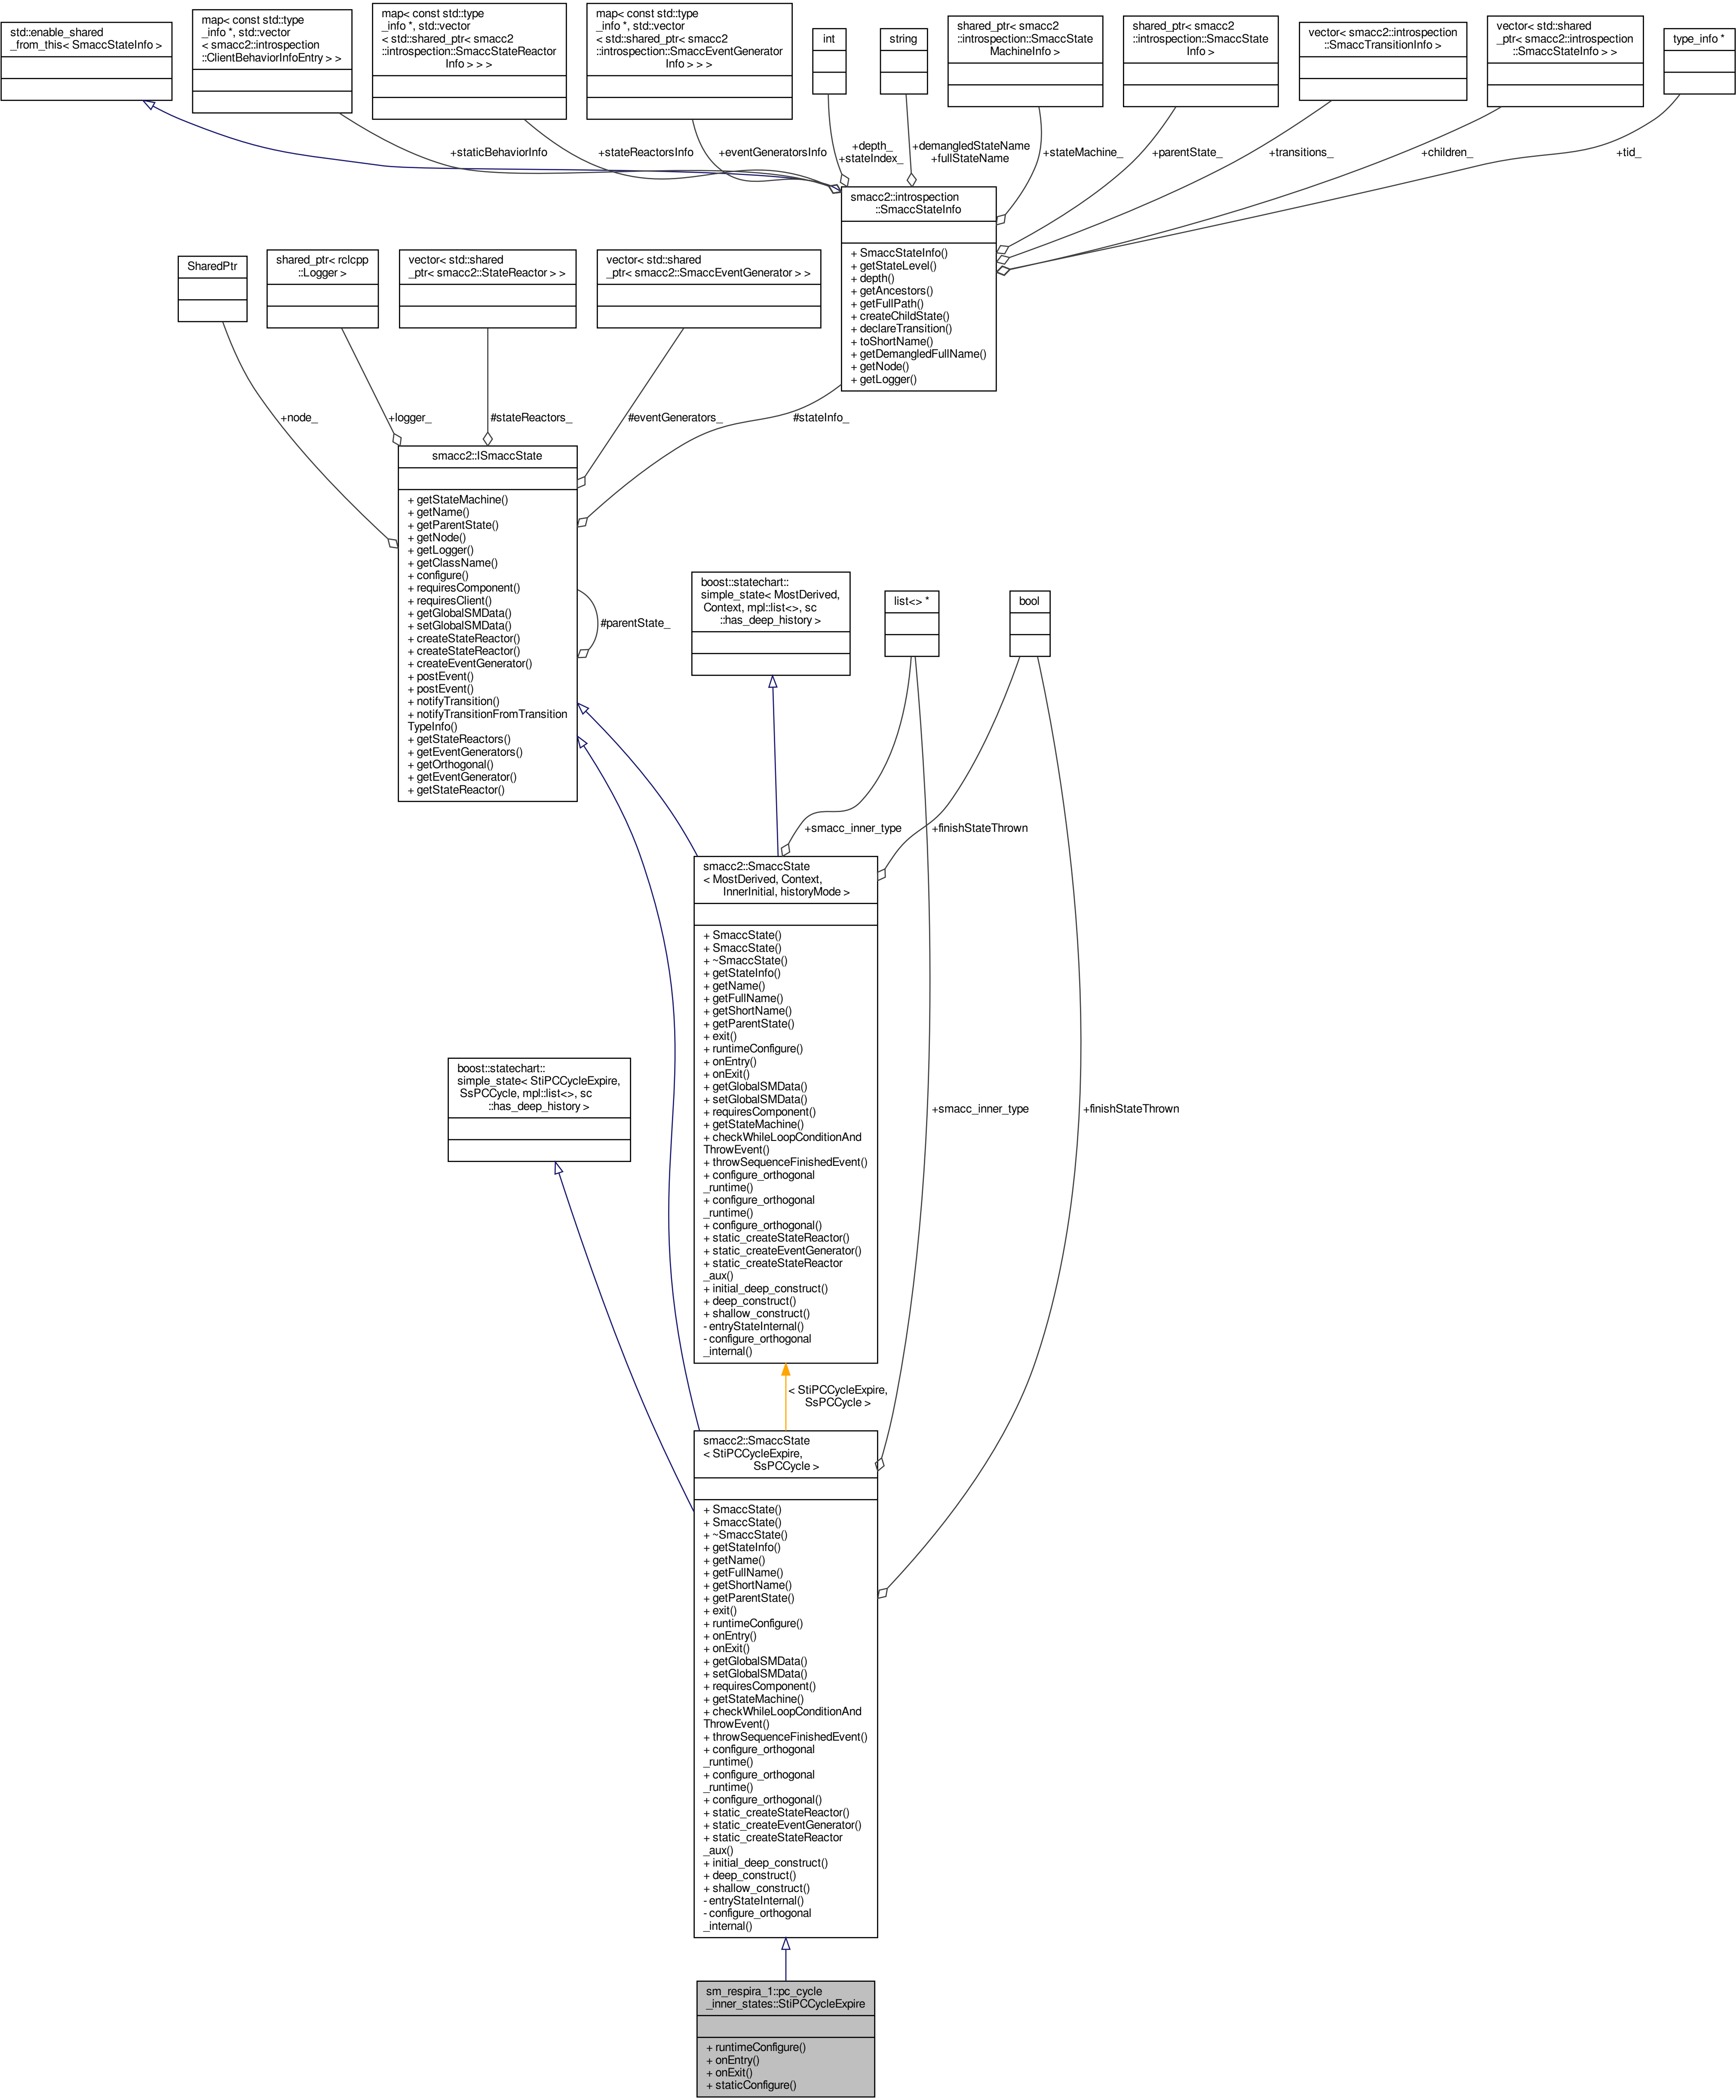 std::enable_shared
_from_this< SmaccStateInfo >
map< const std::type
_info *, std::vector
< smacc2::introspection
::ClientBehaviorInfoEntry > >
map< const std::type
_info *, std::vector
< std::shared_ptr< smacc2
::introspection::SmaccStateReactor
Info > > >
map< const std::type
_info *, std::vector
< std::shared_ptr< smacc2
::introspection::SmaccEventGenerator
Info > > >
int
string
shared_ptr< smacc2
::introspection::SmaccState
MachineInfo >
shared_ptr< smacc2
::introspection::SmaccState
Info >
vector< smacc2::introspection
::SmaccTransitionInfo >
vector< std::shared
_ptr< smacc2::introspection
::SmaccStateInfo > >
type_info *
+staticBehaviorInfo
+stateReactorsInfo
+eventGeneratorsInfo
+depth_
+stateIndex_
+demangledStateName
+fullStateName
+stateMachine_
+parentState_
+transitions_
+children_
+tid_
smacc2::introspection
::SmaccStateInfo
+ SmaccStateInfo()
+ getStateLevel()
+ depth()
+ getAncestors()
+ getFullPath()
+ createChildState()
+ declareTransition()
+ toShortName()
+ getDemangledFullName()
+ getNode()
+ getLogger()
SharedPtr
shared_ptr< rclcpp
::Logger >
vector< std::shared
_ptr< smacc2::StateReactor > >
vector< std::shared
_ptr< smacc2::SmaccEventGenerator > >
+node_
+logger_
#stateReactors_
#eventGenerators_
#stateInfo_
smacc2::ISmaccState
+ getStateMachine()
+ getName()
+ getParentState()
+ getNode()
+ getLogger()
+ getClassName()
+ configure()
+ requiresComponent()
+ requiresClient()
+ getGlobalSMData()
+ setGlobalSMData()
+ createStateReactor()
+ createStateReactor()
+ createEventGenerator()
+ postEvent()
+ postEvent()
+ notifyTransition()
+ notifyTransitionFromTransition
TypeInfo()
+ getStateReactors()
+ getEventGenerators()
+ getOrthogonal()
+ getEventGenerator()
+ getStateReactor()
#parentState_
boost::statechart::
simple_state< MostDerived,
Context, mpl::list<>, sc
::has_deep_history >
list<> *
bool
+smacc_inner_type
+finishStateThrown
smacc2::SmaccState
< MostDerived, Context,
InnerInitial, historyMode >
+ SmaccState()
+ SmaccState()
+ ~SmaccState()
+ getStateInfo()
+ getName()
+ getFullName()
+ getShortName()
+ getParentState()
+ exit()
+ runtimeConfigure()
+ onEntry()
+ onExit()
+ getGlobalSMData()
+ setGlobalSMData()
+ requiresComponent()
+ getStateMachine()
+ checkWhileLoopConditionAnd
ThrowEvent()
+ throwSequenceFinishedEvent()
+ configure_orthogonal
_runtime()
+ configure_orthogonal
_runtime()
+ configure_orthogonal()
+ static_createStateReactor()
+ static_createEventGenerator()
+ static_createStateReactor
_aux()
+ initial_deep_construct()
+ deep_construct()
+ shallow_construct()
- entryStateInternal()
- configure_orthogonal
_internal()
boost::statechart::
simple_state< StiPCCycleExpire,
SsPCCycle, mpl::list<>, sc
::has_deep_history >
+smacc_inner_type
+finishStateThrown
< StiPCCycleExpire,
SsPCCycle >
smacc2::SmaccState
< StiPCCycleExpire,
SsPCCycle >
+ SmaccState()
+ SmaccState()
+ ~SmaccState()
+ getStateInfo()
+ getName()
+ getFullName()
+ getShortName()
+ getParentState()
+ exit()
+ runtimeConfigure()
+ onEntry()
+ onExit()
+ getGlobalSMData()
+ setGlobalSMData()
+ requiresComponent()
+ getStateMachine()
+ checkWhileLoopConditionAnd
ThrowEvent()
+ throwSequenceFinishedEvent()
+ configure_orthogonal
_runtime()
+ configure_orthogonal
_runtime()
+ configure_orthogonal()
+ static_createStateReactor()
+ static_createEventGenerator()
+ static_createStateReactor
_aux()
+ initial_deep_construct()
+ deep_construct()
+ shallow_construct()
- entryStateInternal()
- configure_orthogonal
_internal()
sm_respira_1::pc_cycle
_inner_states::StiPCCycleExpire
+ runtimeConfigure()
+ onEntry()
+ onExit()
+ staticConfigure()